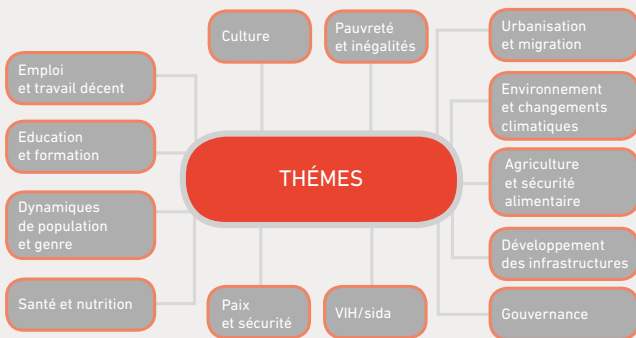 Culture
Pauvreté
et inégalités
Urbanisation
et migration
Emploi
et travail décent
Environnement
et changements
climatiques
Education
et formation
THÉMES
Agriculture
et sécurité
alimentaire
Dynamiques
de population
et genre
Développement
des infrastructures
Santé et nutrition
Paix
et sécurité
VIH/sida
Gouvernance